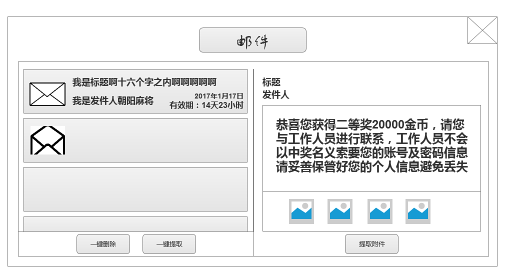 邮件
我是标题啊十六个字之内啊啊啊啊啊
我是发件人朝阳麻将
2017年1月17日
有效期：14天23小时
标题
发件人
恭喜您获得二等奖20000金币，请您
与工作人员进行联系，工作人员不会
以中奖名义索要您的账号及密码信息
请妥善保管好您的个人信息避免丢失
一键删除
一键提取
提取附件